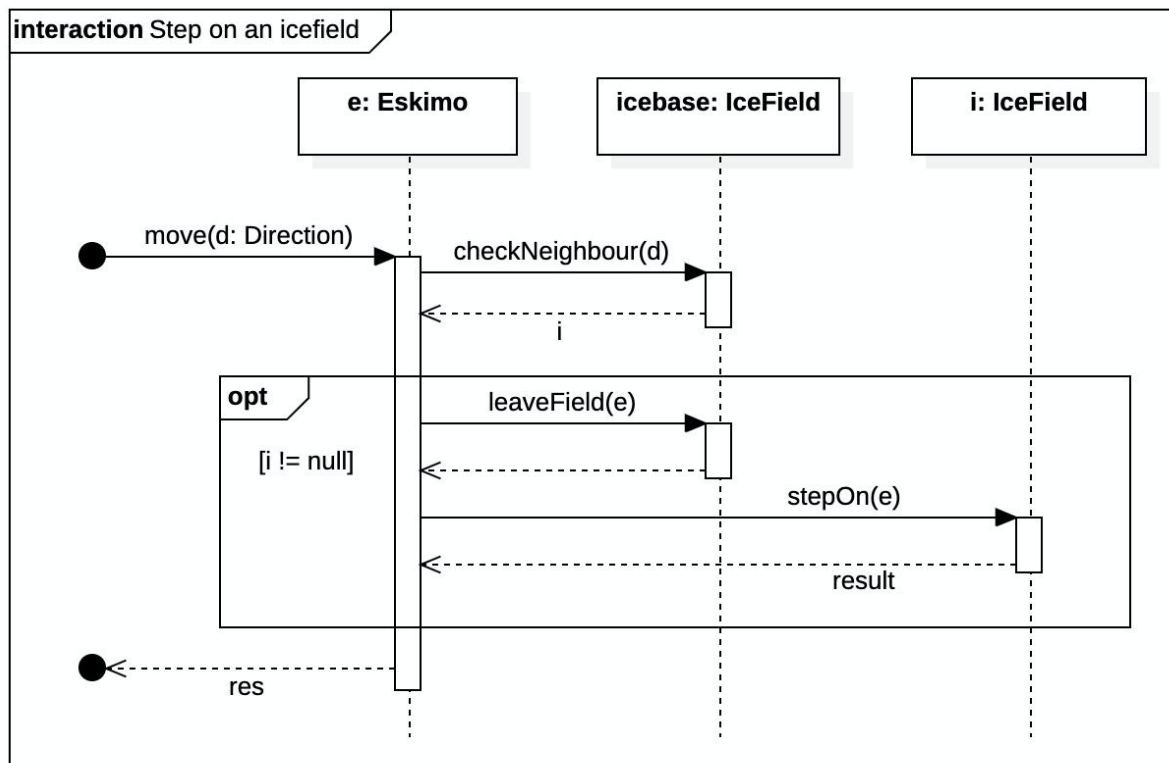 interaction Step on an icefield
e: Eskimo
icebase: IceField
i: IceField
move(d: Direction)
checkNeighbour(d)
i
opt
leaveField(e)
[i != null]
stepOn(e)
result
res